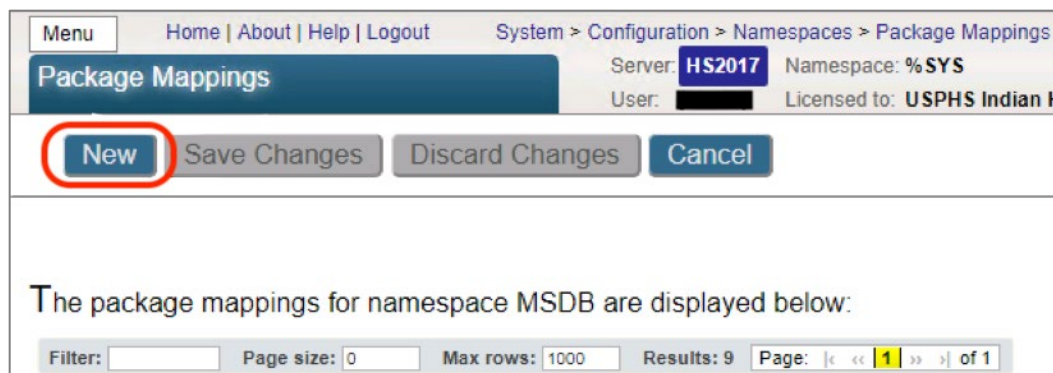 Menu Home | About | Help | Logout System > Configuration > Namespaces > Package Mappings
Package Mappings Server: HS2017 Namespace: %SYS
User: Licensed to: USPHS Indian
New Save Changes Discard Changes Cancel
The package mappings for namespace MSDB are displayed below:
Filter: Page size: 0 Max rows: 1000 Results: 9 Page: |‹ ‹‹ 1 ›› ›| of 1